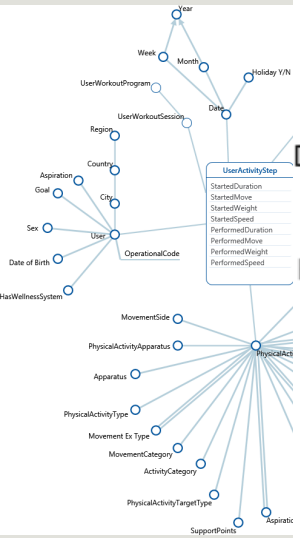 Year
Week
Month
Holiday Y/N
UserWorkoutProgram
Date
UserWorkoutSession
Region
Country
Aspiration
Goal
City
Sex
User
OperationalCode
Date of Birth
HasWellnessSystem
UserActivityStep
StartedDuration
StartedMove
StartedWeight
StartedSpeed
PerformedDuration
PerformedMove
PerformedWeight
PerformedSpeed
MovementSide
PhysicalActivityApparatus
PhysicalActi
Apparatus
PhysicalActivityType
Movement Ex Type
MovementCategory
ActivityCategory
PhysicalActivityTargetType
SupportPoints
Aspiratio